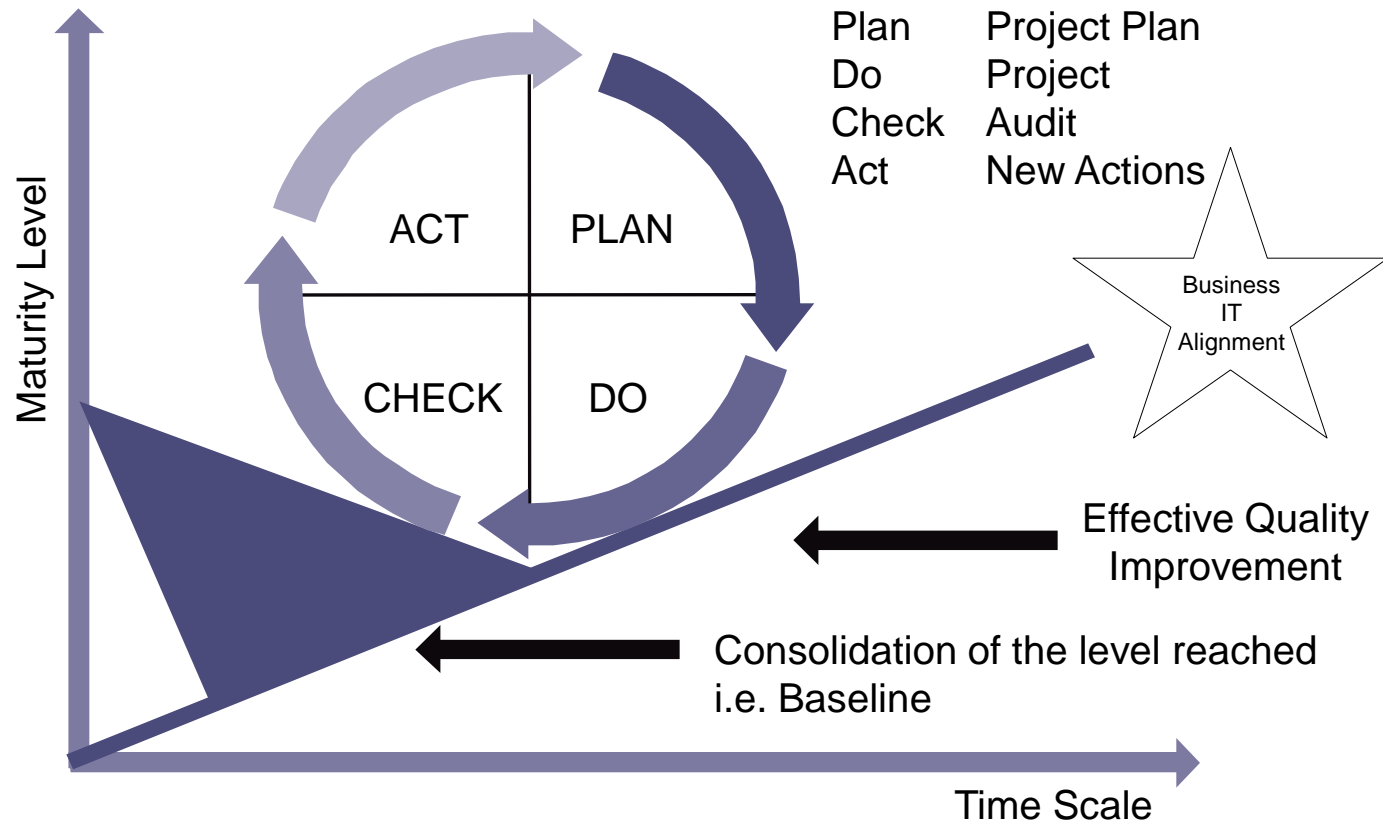 Plan Project Plan
Do Project
Check Audit
Act New Actions
Maturity Level
ACT PLAN
CHECK DO
Business
IT
Alignment
Effective Quality
Improvement
Consolidation of the level reached
i.e. Baseline
Time Scale